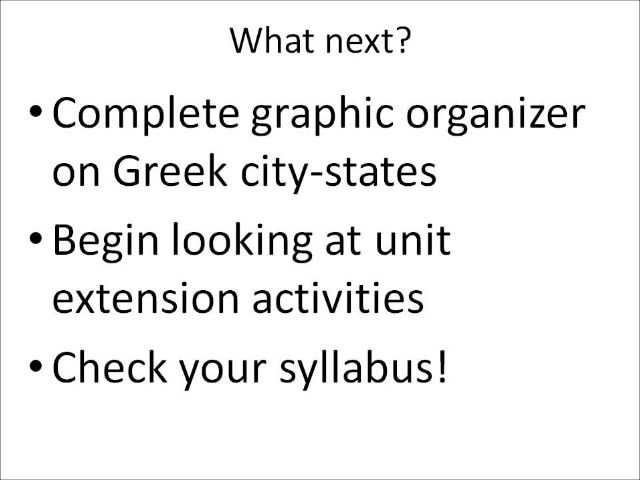 What next?
• Complete graphic organizer
on Greek city-states
• Begin looking at unit
extension activities
• Check your syllabus!